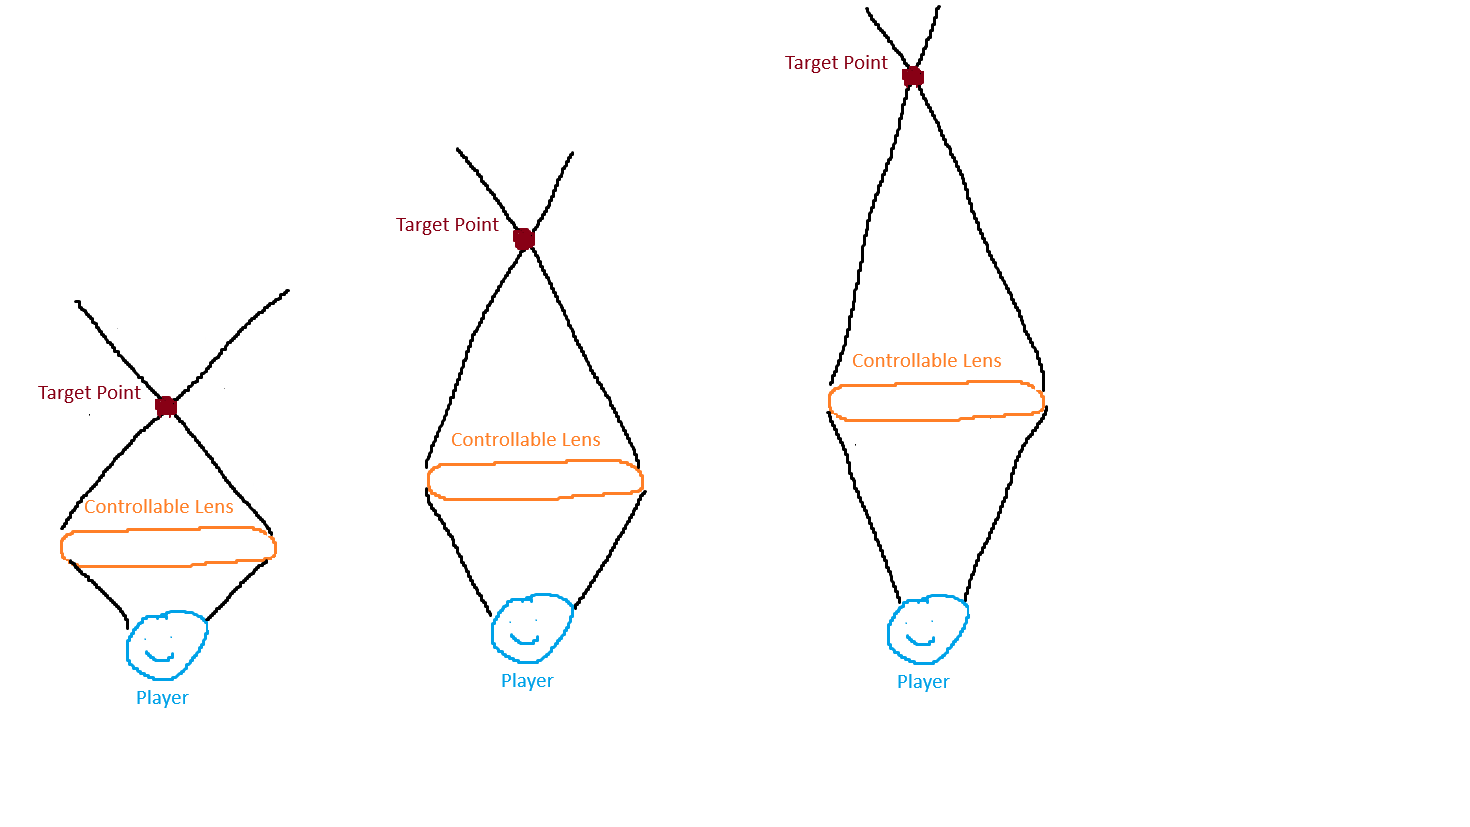 Target Point
Controllable Lens
Player
Target Point
Controllable Lens
Player
Target Point
Controllable Lens
Player